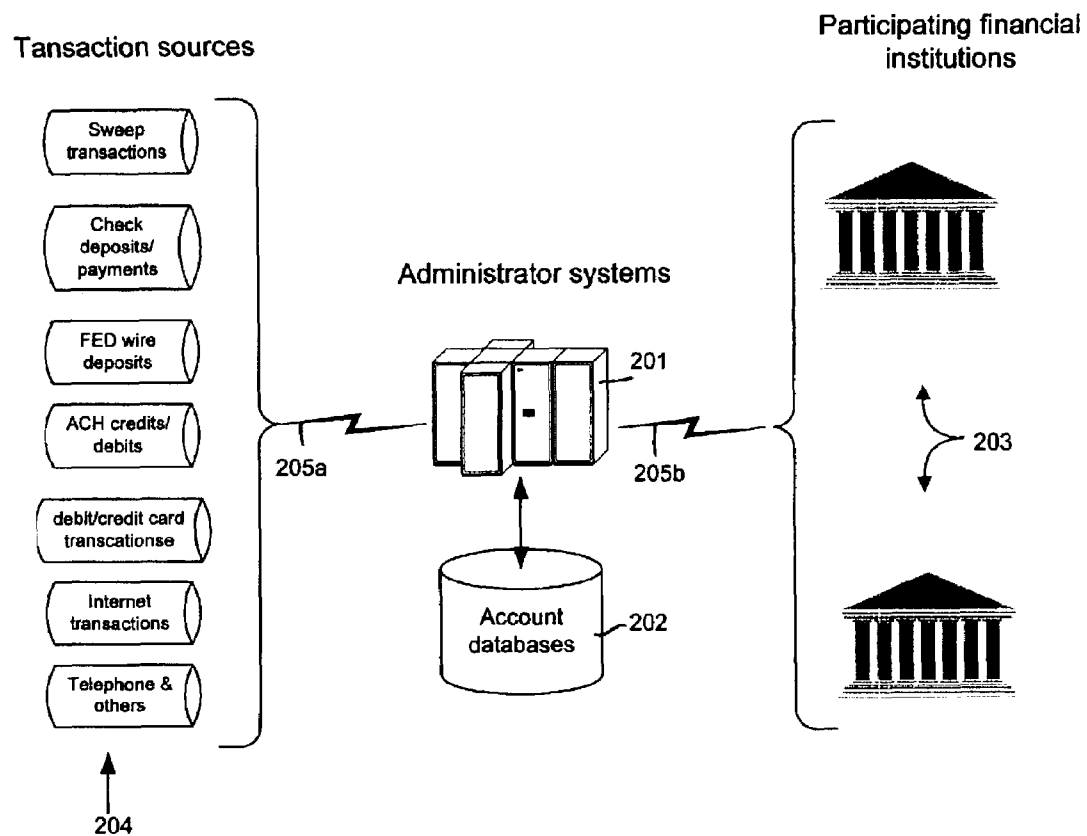 Tansaction sources
Sweep
transactions
Check
deposits/
payments
FED wire
deposits
ACH credits/
debits
debit/credit card
transcationse
Internet
transactions
Telephone &
others
204
205a
Administrator systems
201
205b
Account
databases
202
Participating financial
institutions
203